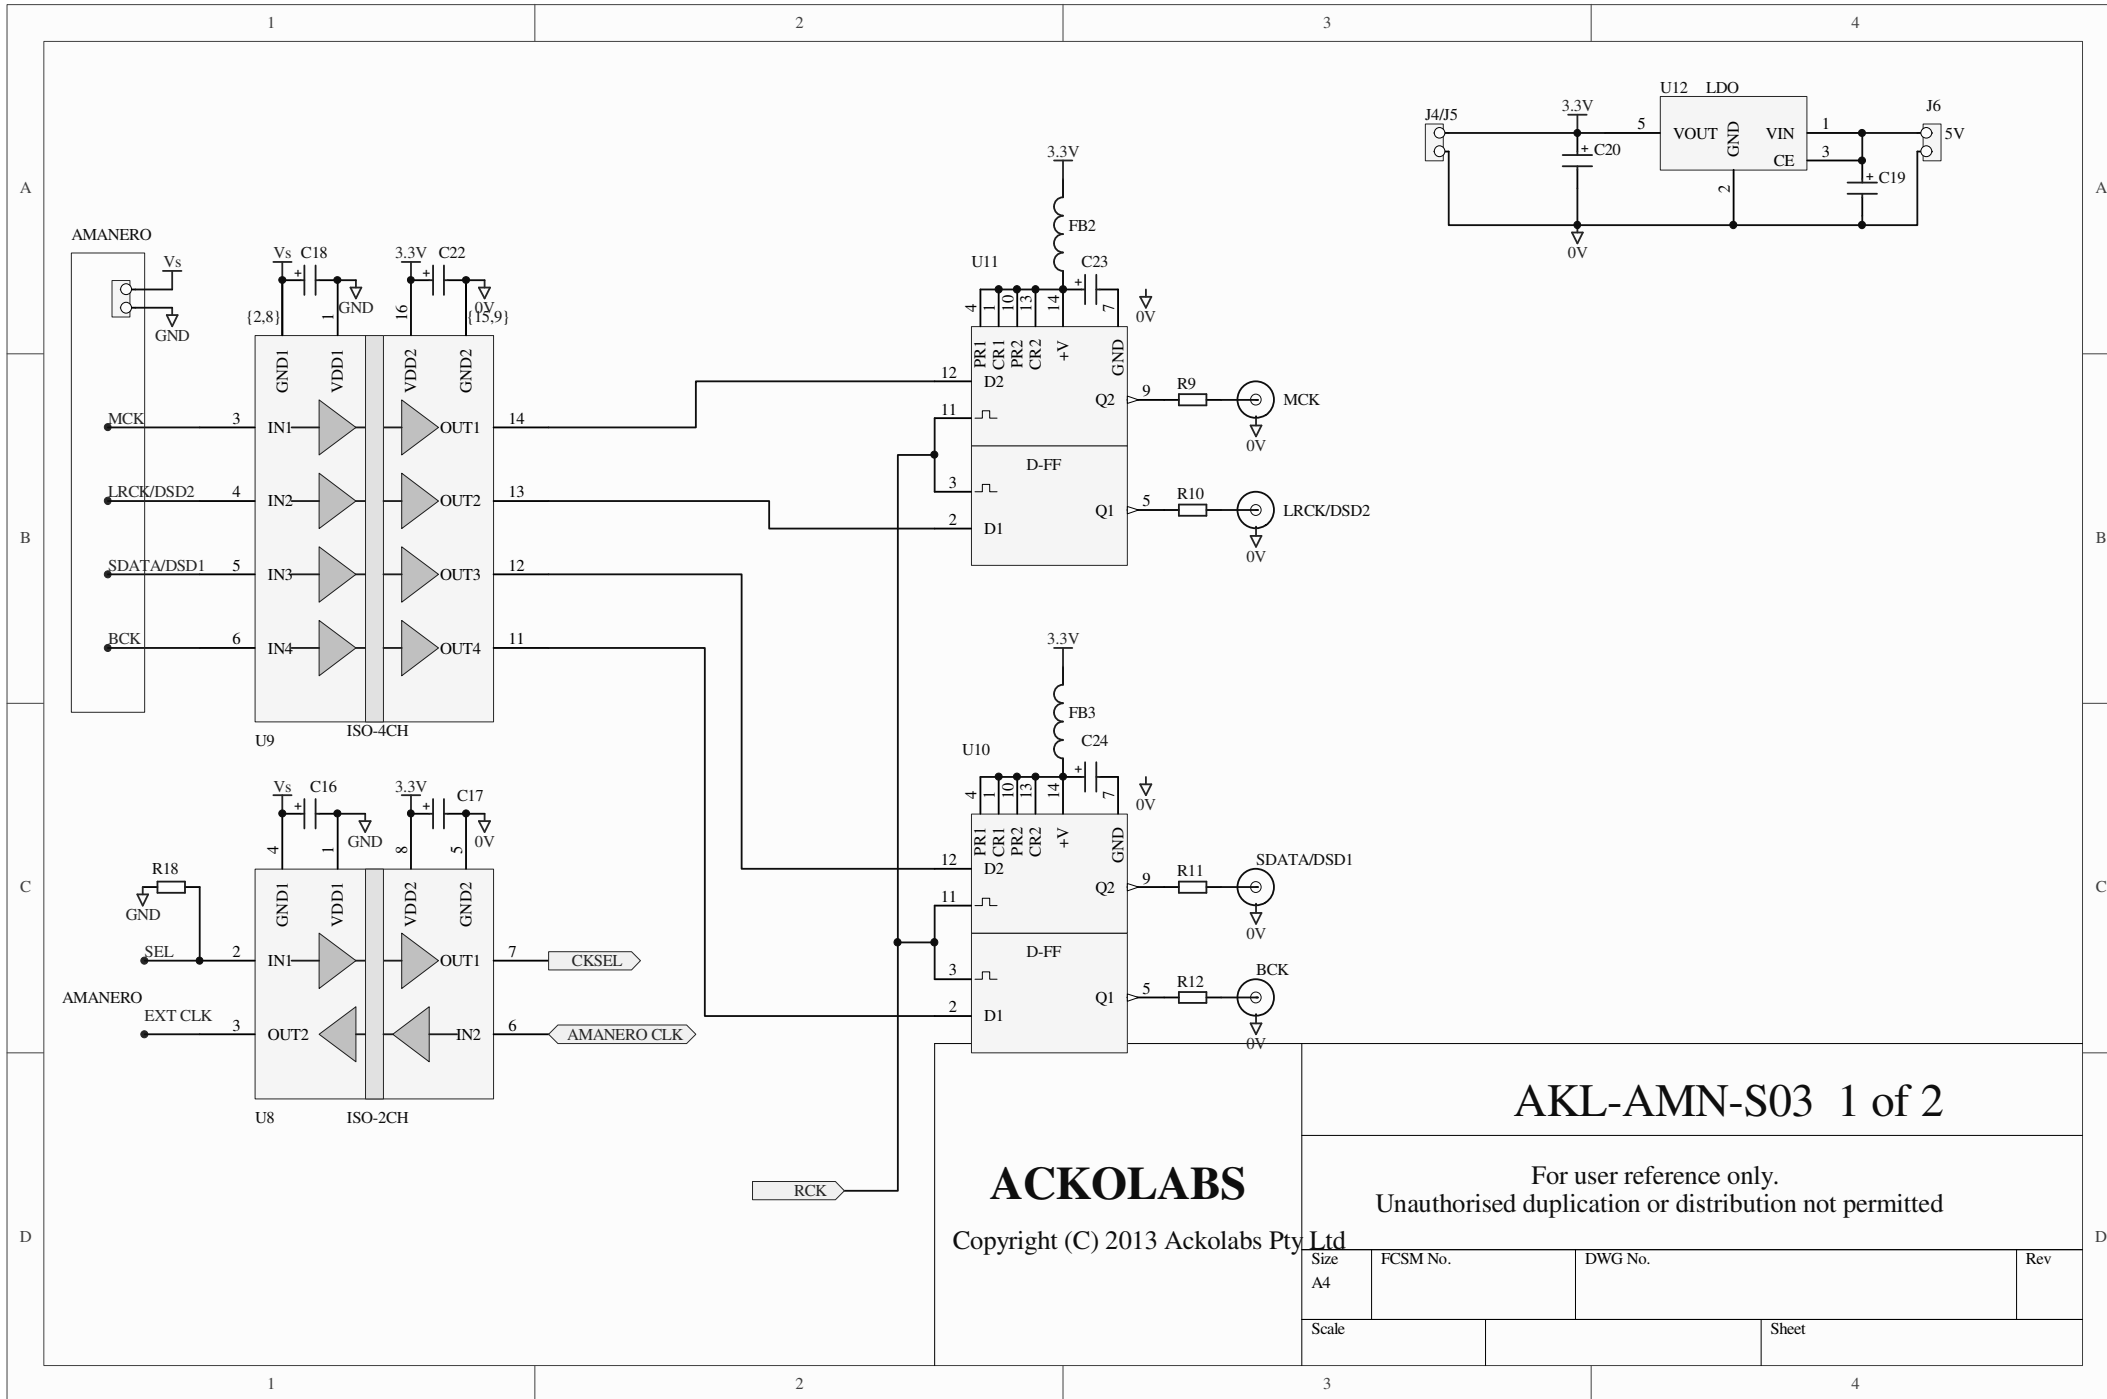 1 2 3 4
A A
B B
C C
D D
1 2 3 4
U12 LDO
J4/J5 3.3V 5 VOUT GND VIN 1 J6
5V
CE 3
C20
C19
2
0V
AMANERO
Vs
GND
Vs C18 3.3V C22
GND 0V
{2,8} 1 16 {15,9}
GND1 VDD1 VDD2 GND2
MCK 3 IN1 OUT1 14
LRCK/DSD2 4 IN2 OUT2 13
SDATA/DSD1 5 IN3 OUT3 12
BCK 6 IN4 OUT4 11
U9 ISO-4CH
3.3V
FB2
U11 C23
4 1 10 13 14 7 0V
PR1 CR1 PR2 CR2 +V GND
12 D2
11
Q2 9 R9 MCK
0V
D-FF
3
Q1 5 R10 LRCK/DSD2
0V
2 D1
3.3V
FB3
U10 C24
4 1 10 13 14 7 0V
PR1 CR1 PR2 CR2 +V GND
12 D2
11
Q2 9 R11 SDATA/DSD1
0V
D-FF
3
Q1 5 R12 BCK
0V
2 D1
Vs C16 3.3V C17
GND 0V
4 1 8 5
GND1 VDD1 VDD2 GND2
R18
GND
SEL 2 IN1 OUT1 7 CKSEL
AMANERO
EXT CLK 3 OUT2 IN2 6 AMANERO CLK
U8 ISO-2CH
RCK
AKL-AMN-S03 1 of 2
ACKOLABS
Copyright (C) 2013 Ackolabs Pty Ltd
For user reference only.
Unauthorised duplication or distribution not permitted
Size FCSM No. DWG No. Rev
A4
Scale Sheet